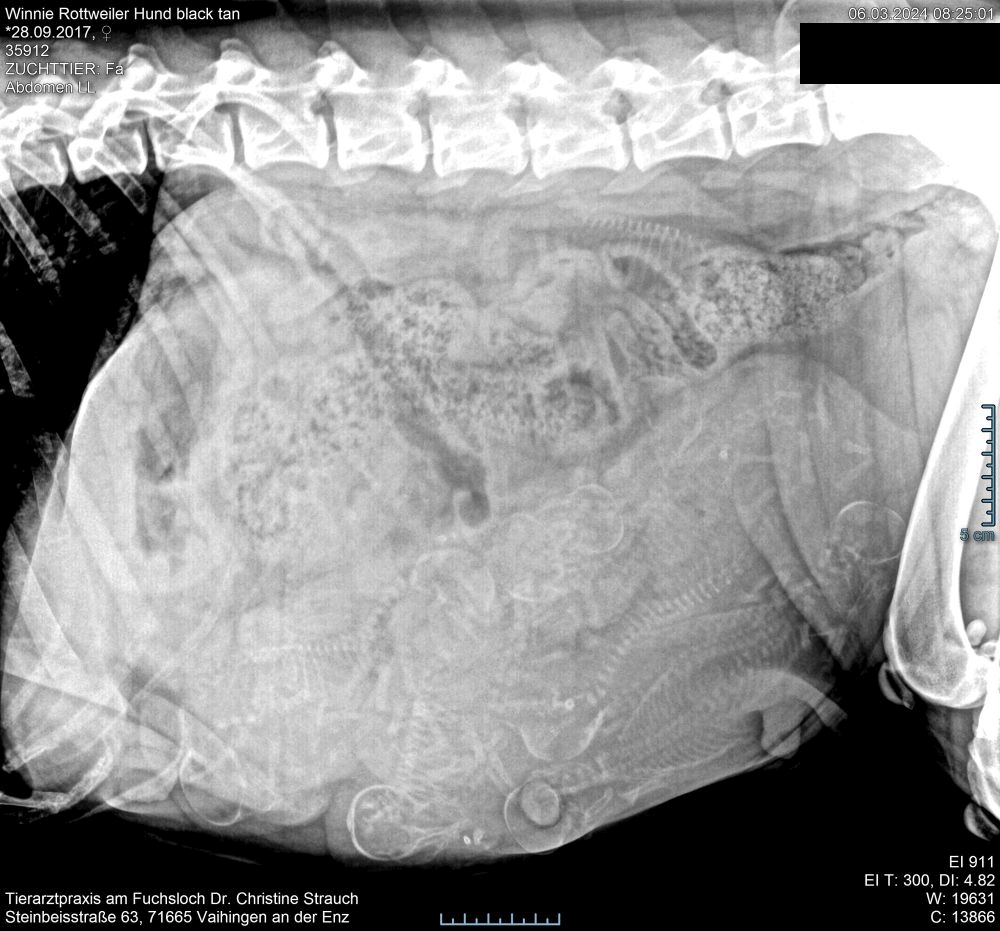 Winnie Rottweiler Hund black tan
*28.09.2017, ♀
35912
ZUCHTTIER: Fa
Abdomen LL
06.03.2024 08:25:01
5 cm
EI 911
EI T: 300, DI: 4.82
W: 19631
C: 13866
Tierarztpraxis am Fuchsloch Dr. Christine Strauch
Steinbeisstraße 63, 71665 Vaihingen an der Enz